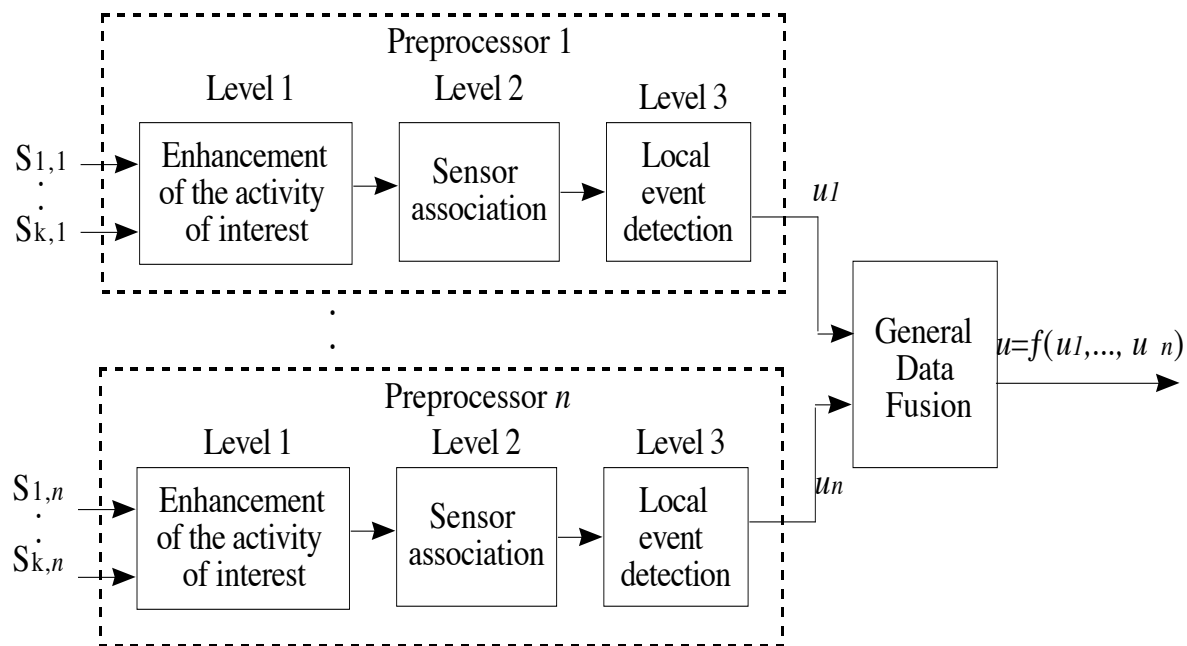 Preprocessor 1
Level 1
Level 2
Level 3
S1,1
Sk,1
Enhancement
of the activity
of interest
Sensor
association
Local
event
detection
u1
General
Data
Fusion
u=f(u1,..., u n)
Preprocessor n
Level 1
Level 2
Level 3
S1,n
Sk,n
Enhancement
of the activity
of interest
Sensor
association
Local
event
detection
un